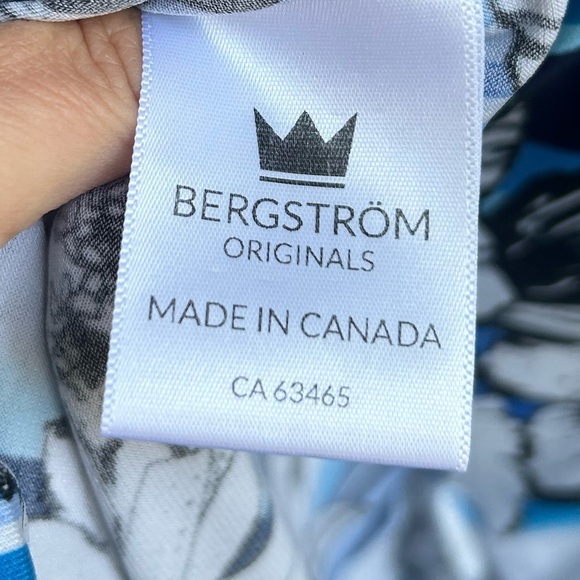 BERGSTRÖM
ORIGINALS
MADE IN CANADA
CA 63465